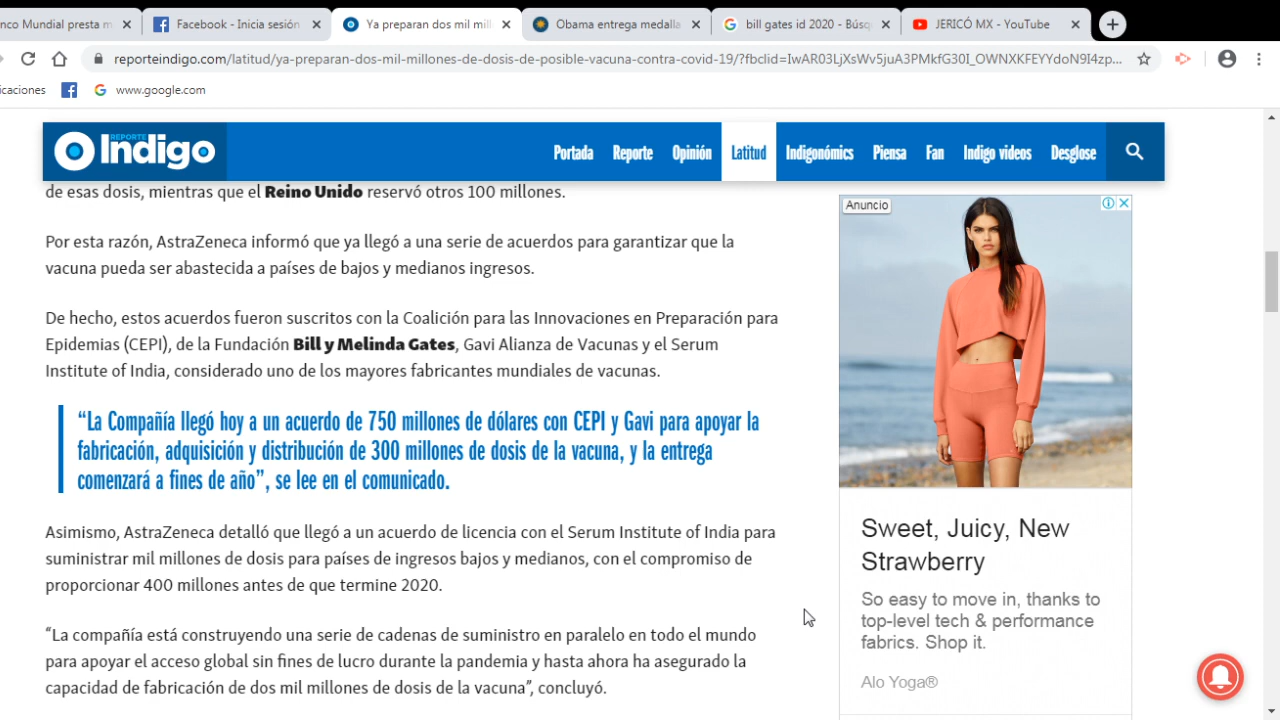 nco Mundial presta m
Facebook - Inicia sesión
Ya preparan dos mil mil
Obama entrega medalla
bill gates id 2020 - Búsq
JERICÓ MX - YouTube
reporteindigo.com/latitud/ya-preparan-dos-mil-millones-de-dosis-de-posible-vacuna-contra-covid-19/?fbclid=IwAR03LjXsWv5juA3PMkfG30I_OWNXKFEYYdoN9I4zp...
icaciones
www.google.com
REPORTE
Indigo
Portada Reporte Opinión Latitud Indigonómics Piensa Fan Indigo videos Desglose
de esas dosis, mientras que el Reino Unido reservó otros 100 millones.
Por esta razón, AstraZeneca informó que ya llegó a una serie de acuerdos para garantizar que la
vacuna pueda ser abastecida a países de bajos y medianos ingresos.
De hecho, estos acuerdos fueron suscritos con la Coalición para las Innovaciones en Preparación para
Epidemias (CEPI), de la Fundación Bill y Melinda Gates, Gavi Alianza de Vacunas y el Serum
Institute of India, considerado uno de los mayores fabricantes mundiales de vacunas.
“La Compañía llegó hoy a un acuerdo de 750 millones de dólares con CEPI y Gavi para apoyar la
fabricación, adquisición y distribución de 300 millones de dosis de la vacuna, y la entrega
comenzará a fines de año”, se lee en el comunicado.
Asimismo, AstraZeneca detalló que llegó a un acuerdo de licencia con el Serum Institute of India para
suministrar mil millones de dosis para países de ingresos bajos y medianos, con el compromiso de
proporcionar 400 millones antes de que termine 2020.
“La compañía está construyendo una serie de cadenas de suministro en paralelo en todo el mundo
para apoyar el acceso global sin fines de lucro durante la pandemia y hasta ahora ha asegurado la
capacidad de fabricación de dos mil millones de dosis de la vacuna”, concluyó.
Anuncio
Sweet, Juicy, New
Strawberry
So easy to move in, thanks to
top-level tech & performance
fabrics. Shop it.
Alo Yoga®